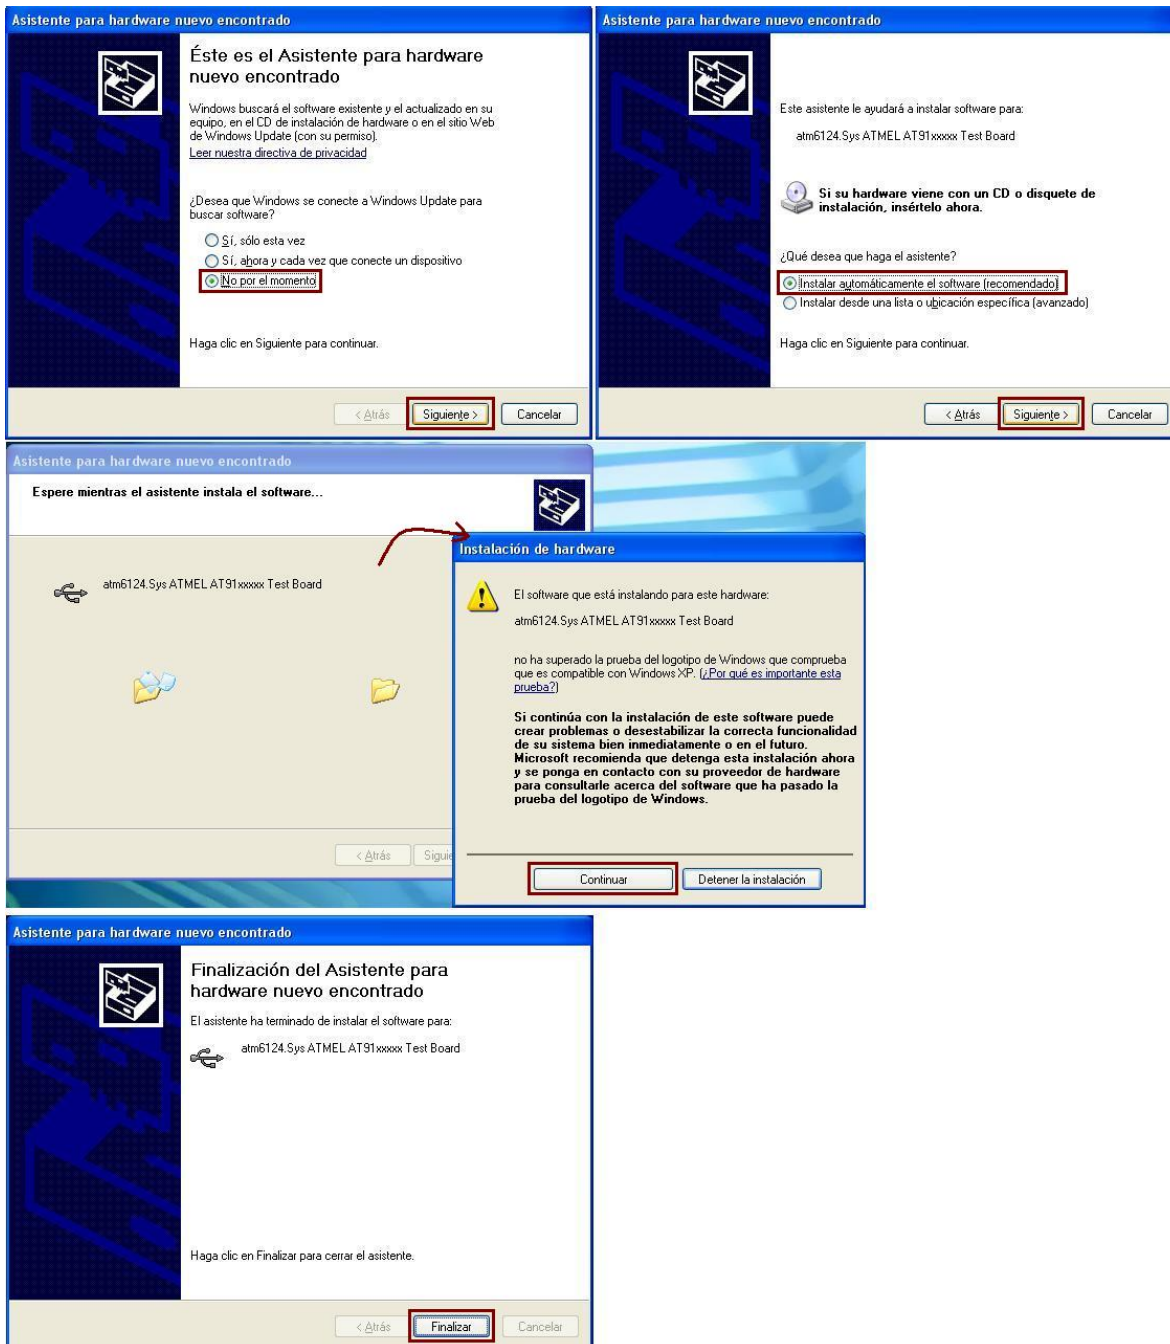 Asistente para hardware nuevo encontrado
Éste es el Asistente para hardware
nuevo encontrado
Windows buscará el software existente y el actualizado en su
equipo, en el CD de instalación de hardware o en el sitio Web
de Windows Update (con su permiso).
Leer nuestra directiva de privacidad
¿Desea que Windows se conecte a Windows Update para
buscar software?
Sí, sólo esta vez
Sí, ahora y cada vez que conecte un dispositivo
No por el momento
Haga clic en Siguiente para continuar.
< Atrás
Siguiente >
Cancelar
Asistente para hardware nuevo encontrado
Este asistente le ayudará a instalar software para:
atm6124.Sys ATMEL AT91xxxxx Test Board
Si su hardware viene con un CD o disquete de
instalación, insértelo ahora.
¿Qué desea que haga el asistente?
Instalar automáticamente el software (recomendado)
Instalar desde una lista o ubicación específica (avanzado)
Haga clic en Siguiente para continuar.
< Atrás
Siguiente >
Cancelar
Asistente para hardware nuevo encontrado
Espere mientras el asistente instala el software...
atm6124.Sys ATMEL AT91xxxxx Test Board
< Atrás
Siguie
Instalación de hardware
El software que está instalando para este hardware:
atm6124.Sys ATMEL AT91xxxxx Test Board
no ha superado la prueba del logotipo de Windows que comprueba
que es compatible con Windows XP. (¿Por qué es importante esta
prueba?)
Si continúa con la instalación de este software puede
crear problemas o desestabilizar la correcta funcionalidad
de su sistema bien inmediatamente o en el futuro.
Microsoft recomienda que detenga esta instalación ahora
y se ponga en contacto con su proveedor de hardware
para consultarle acerca del software que ha pasado la
prueba del logotipo de Windows.
Continuar
Detener la instalación
Asistente para hardware nuevo encontrado
Finalización del Asistente para
hardware nuevo encontrado
El asistente ha terminado de instalar el software para:
atm6124.Sys ATMEL AT91xxxxx Test Board
Haga clic en Finalizar para cerrar el asistente.
< Atrás
Finalizar
Cancelar